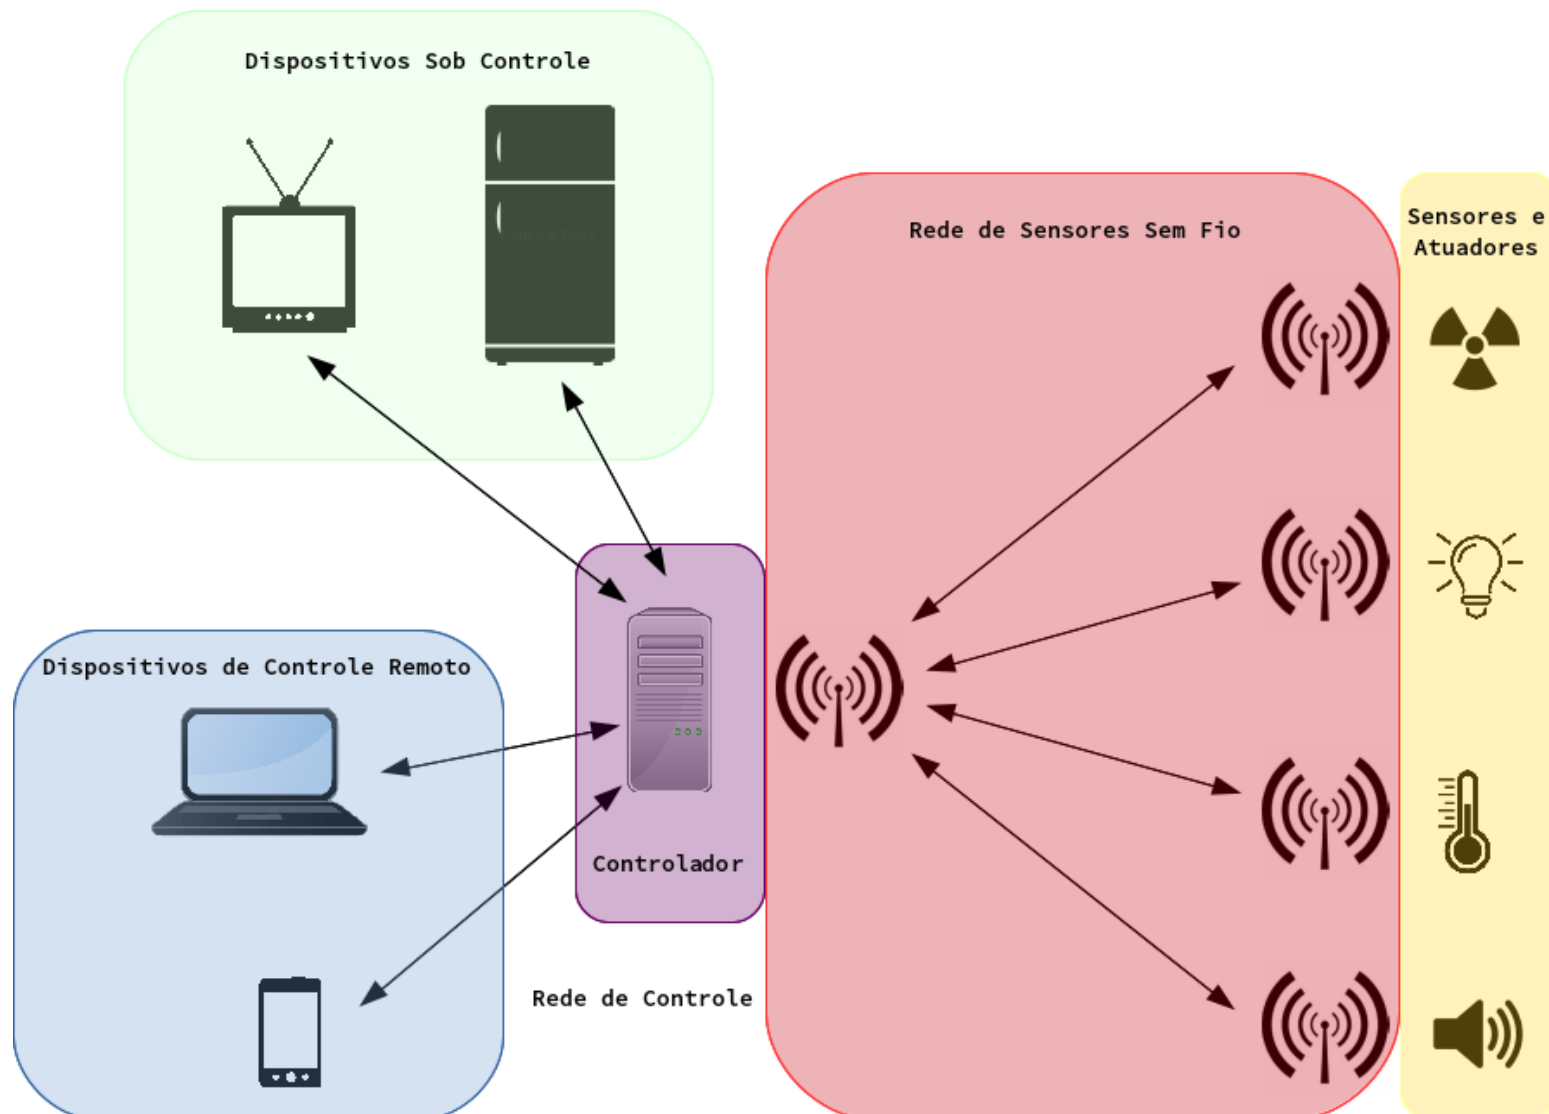 Dispositivos Sob Controle
Rede de Sensores Sem Fio
Sensores e
Atuadores
Dispositivos de Controle Remoto
Controlador
Rede de Controle